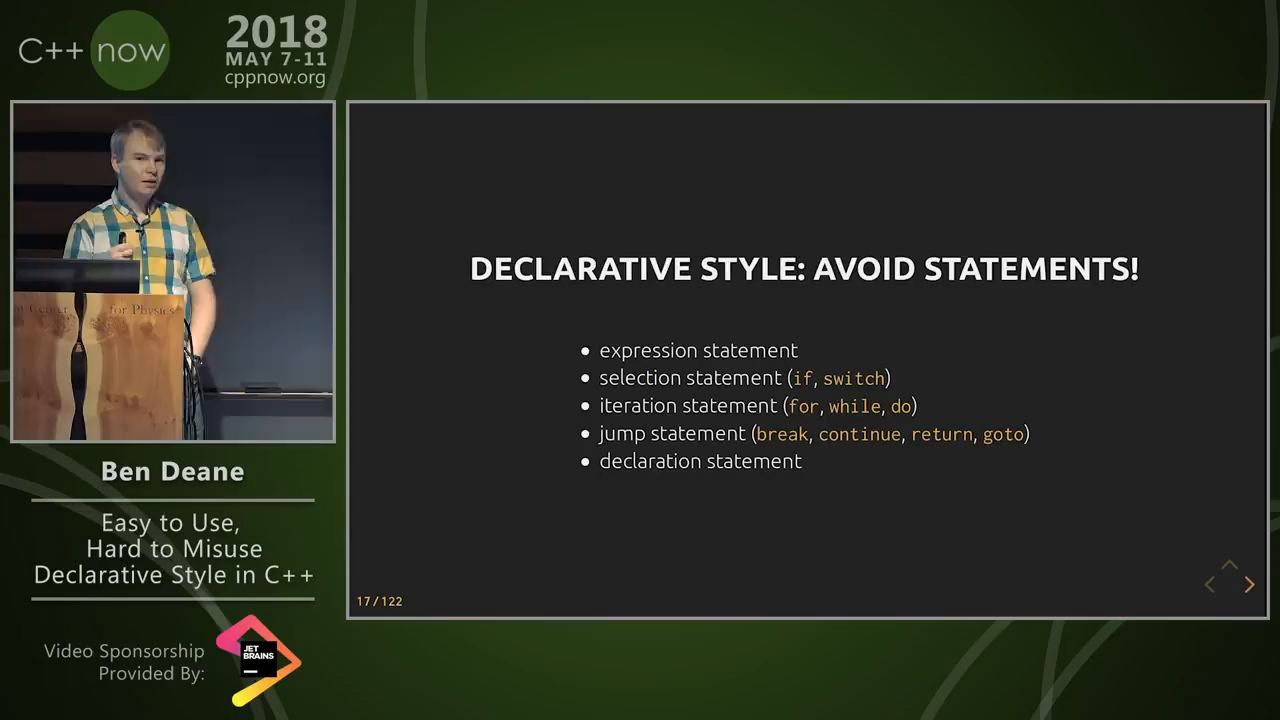 C++ now
2018
MAY 7-11
cppnow.org
for Physics
DECLARATIVE STYLE: AVOID STATEMENTS!
• expression statement
• selection statement (if, switch)
• iteration statement (for, while, do)
• jump statement (break, continue, return, goto)
• declaration statement
17/122
Ben Deane
Easy to Use,
Hard to Misuse
Declarative Style in C++
Video Sponsorship
Provided By:
JET
BRAINS